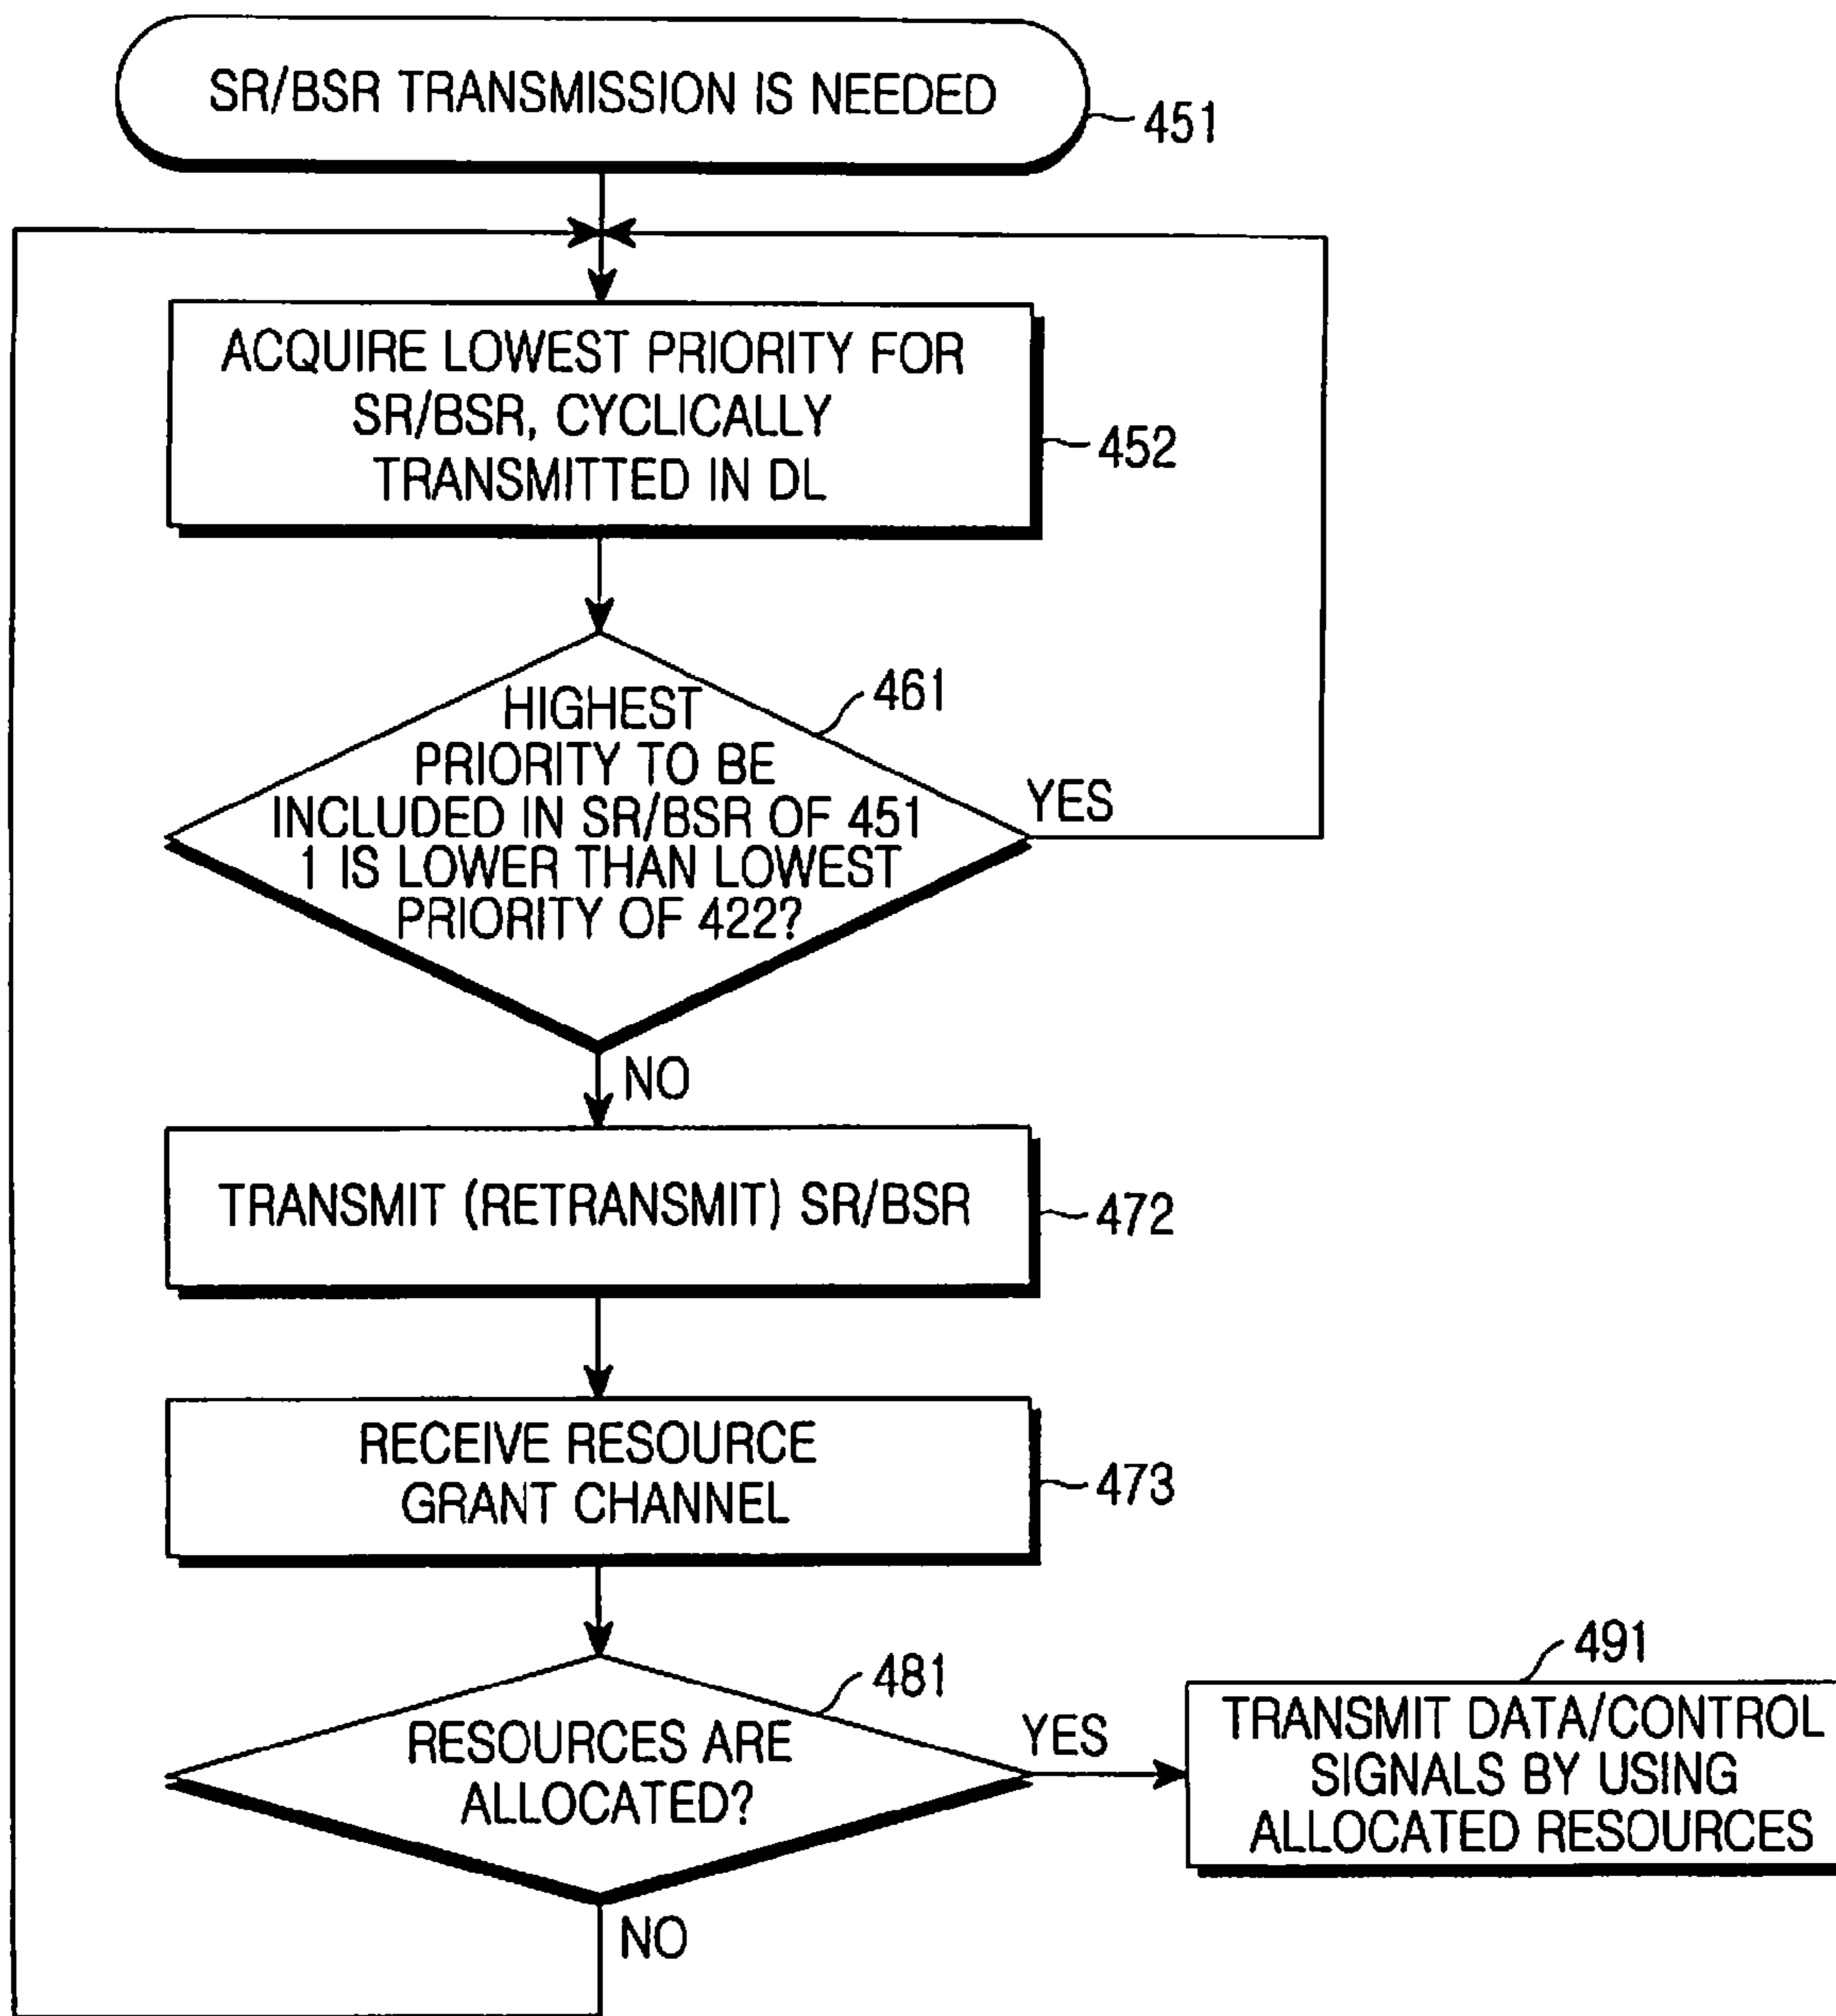 SR/BSR TRANSMISSION IS NEEDED
451
ACQUIRE LOWEST PRIORITY FOR
SR/BSR, CYCLICALLY
TRANSMITTED IN DL
452
461
HIGHEST
PRIORITY TO BE
INCLUDED IN SR/BSR OF 451
1 IS LOWER THAN LOWEST
PRIORITY OF 422?
YES
NO
TRANSMIT (RETRANSMIT) SR/BSR
472
RECEIVE RESOURCE
GRANT CHANNEL
473
481
RESOURCES ARE
ALLOCATED?
YES
NO
491
TRANSMIT DATA/CONTROL
SIGNALS BY USING
ALLOCATED RESOURCES